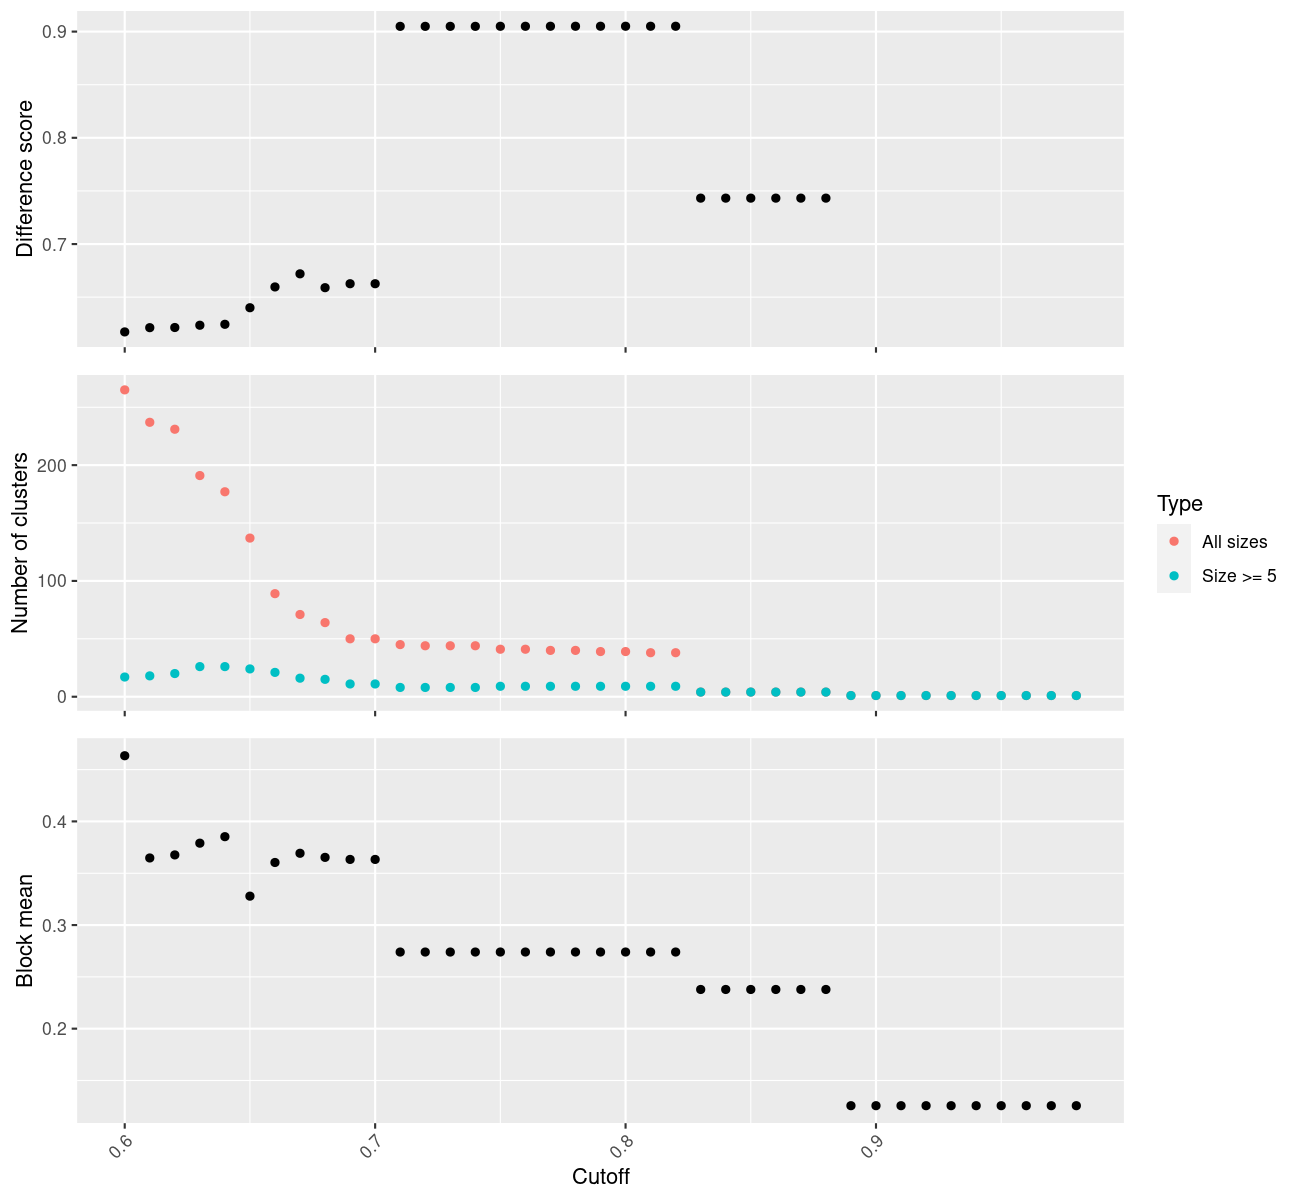 Difference score
0.9
0.8
0.7
Number of clusters
200
100
0
Type
All sizes
Size >= 5
Block mean
0.4
0.3
0.2
0.6
0.7
0.8
0.9
Cutoff